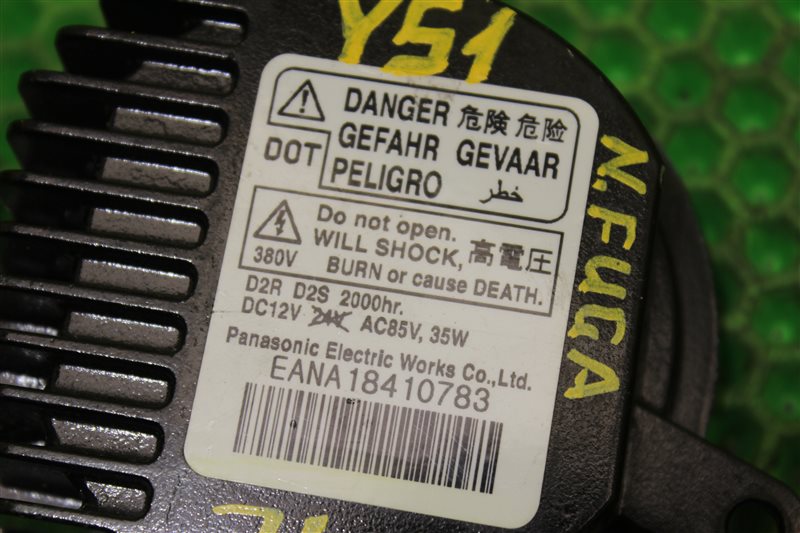 Y51
N.FUGA
DANGER 危険 危险
DOT GEFAHR GEVAAR
PELIGRO خطر
Do not open.
WILL SHOCK, 高電圧
380V BURN or cause DEATH.
D2R D2S 2000hr.
DC12V 24V AC85V, 35W
Panasonic Electric Works Co.,Ltd.
EANA18410783